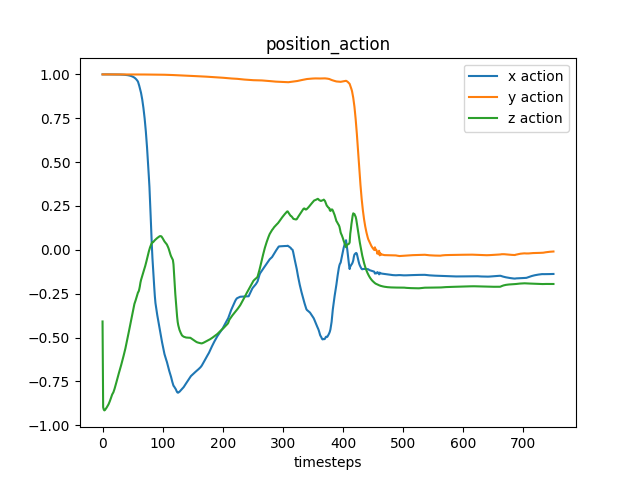 position_action
1.00
0.75
0.50
0.25
0.00
−0.25
−0.50
−0.75
−1.00
x action
y action
z action
0 100 200 300 400 500 600 700
timesteps